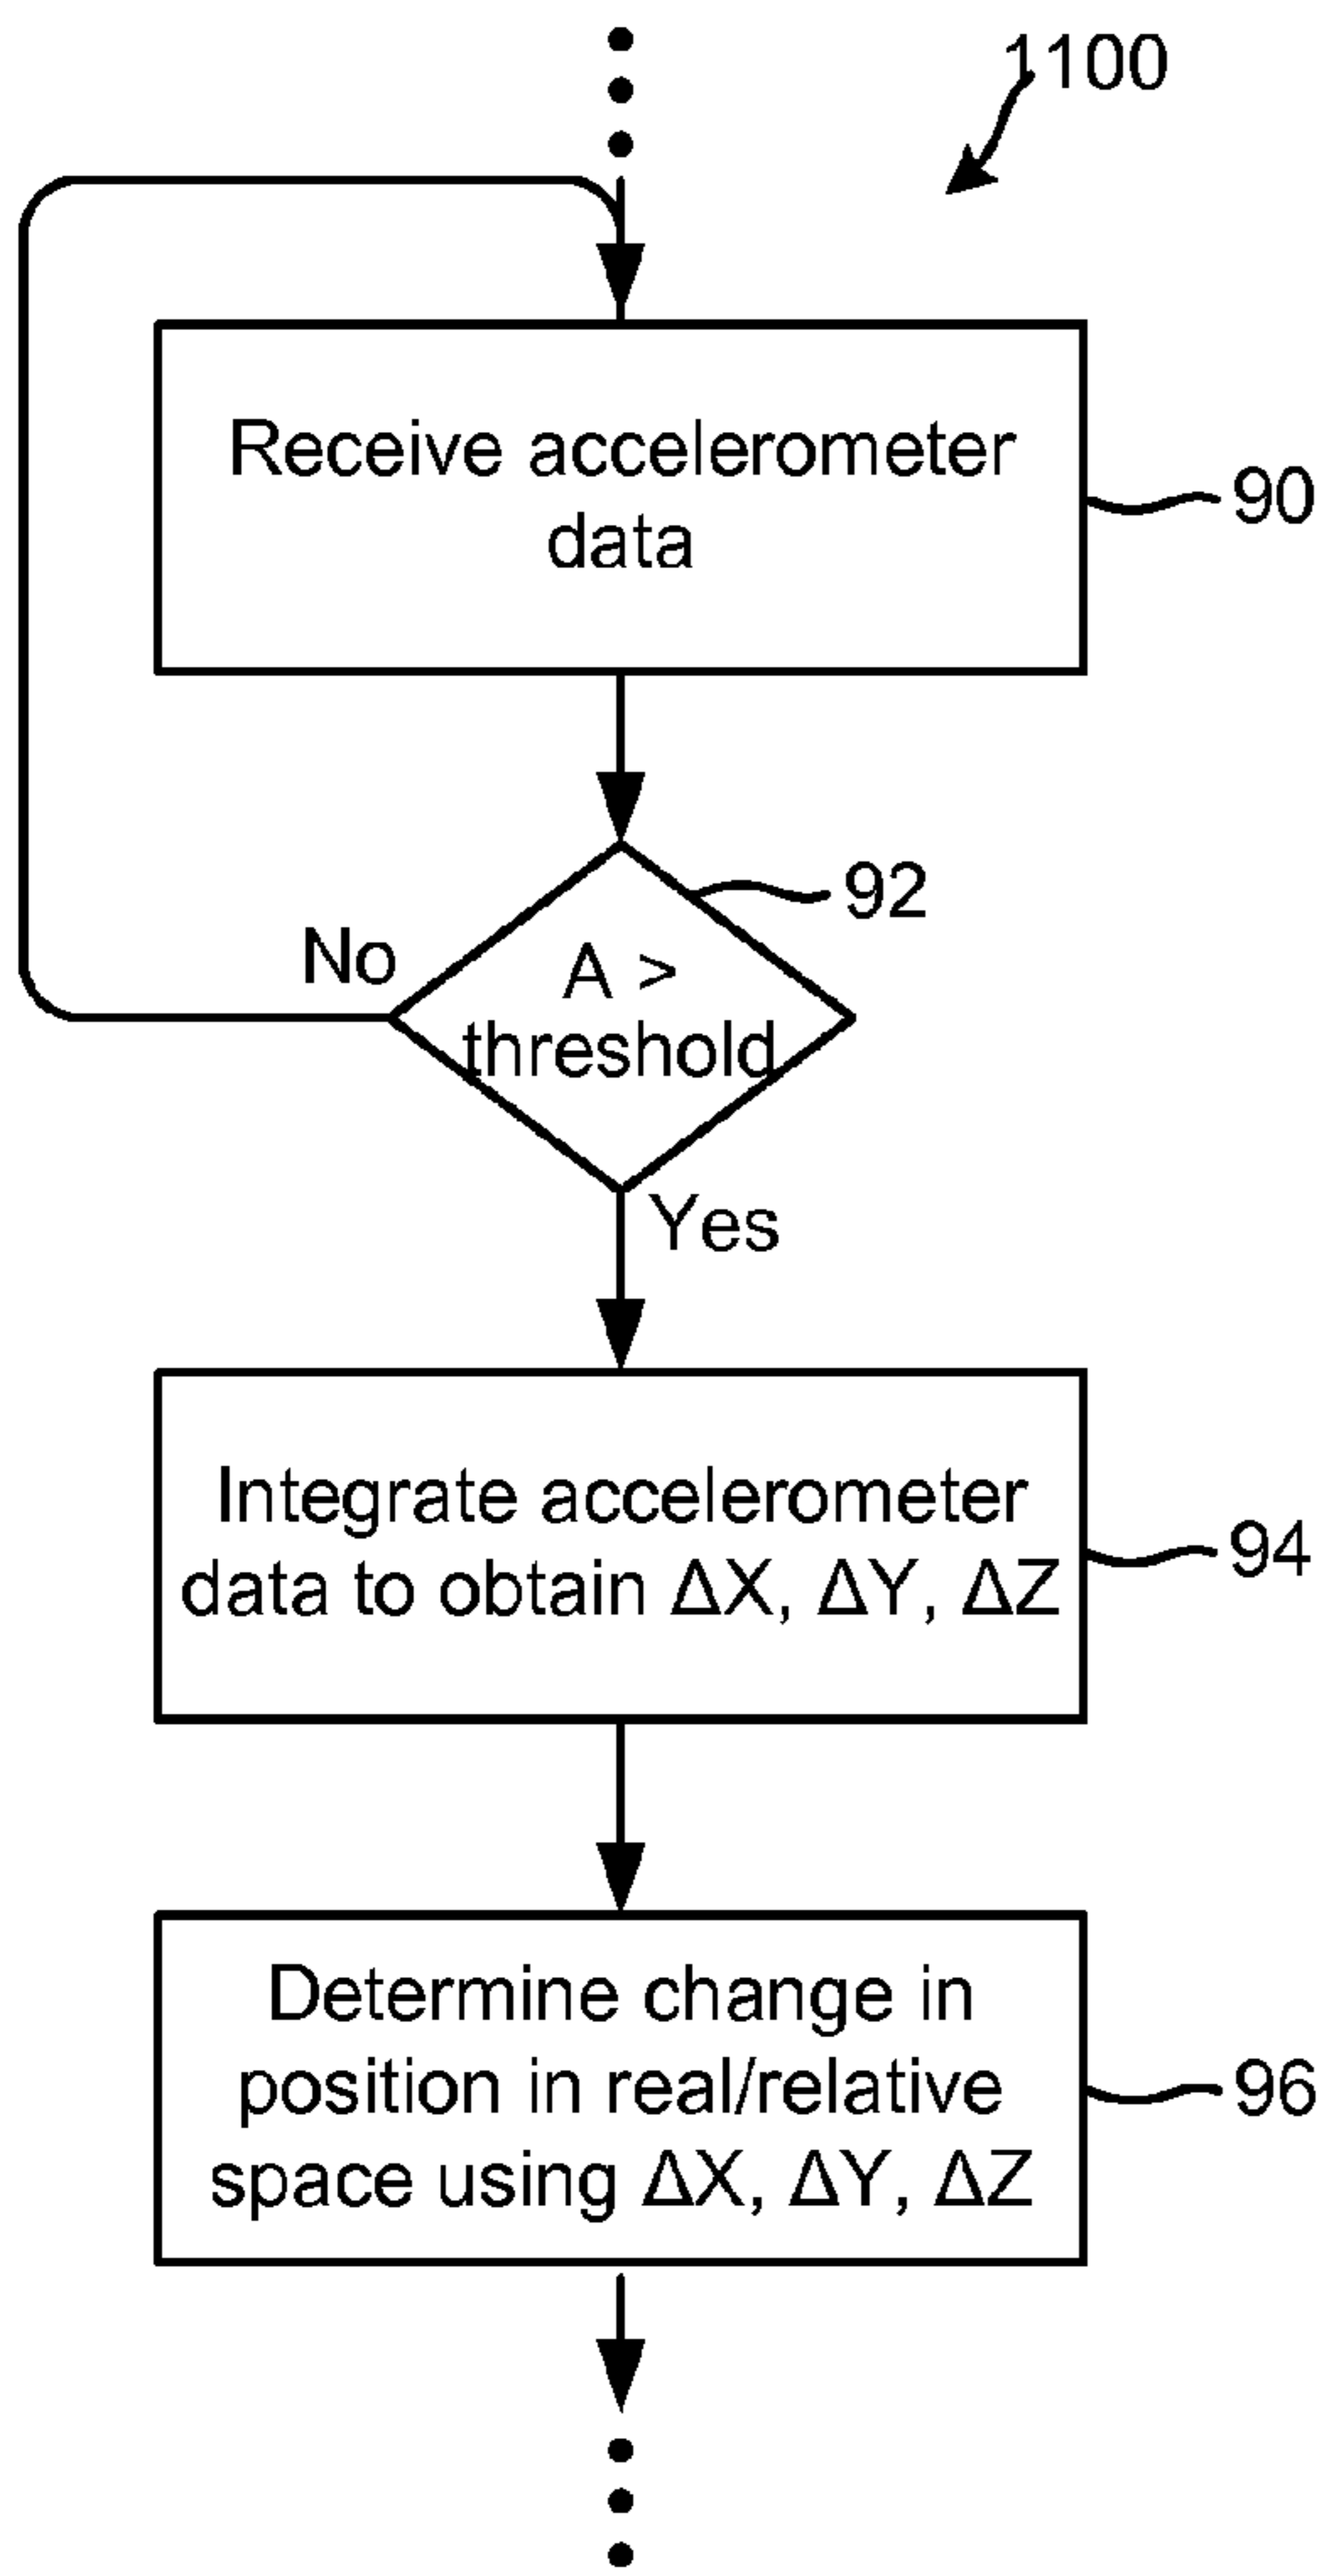 1100
Receive accelerometer
data
90
92
No
A >
threshold
Yes
Integrate accelerometer
data to obtain ΔX, ΔY, ΔZ
94
Determine change in
position in real/relative
space using ΔX, ΔY, ΔZ
96